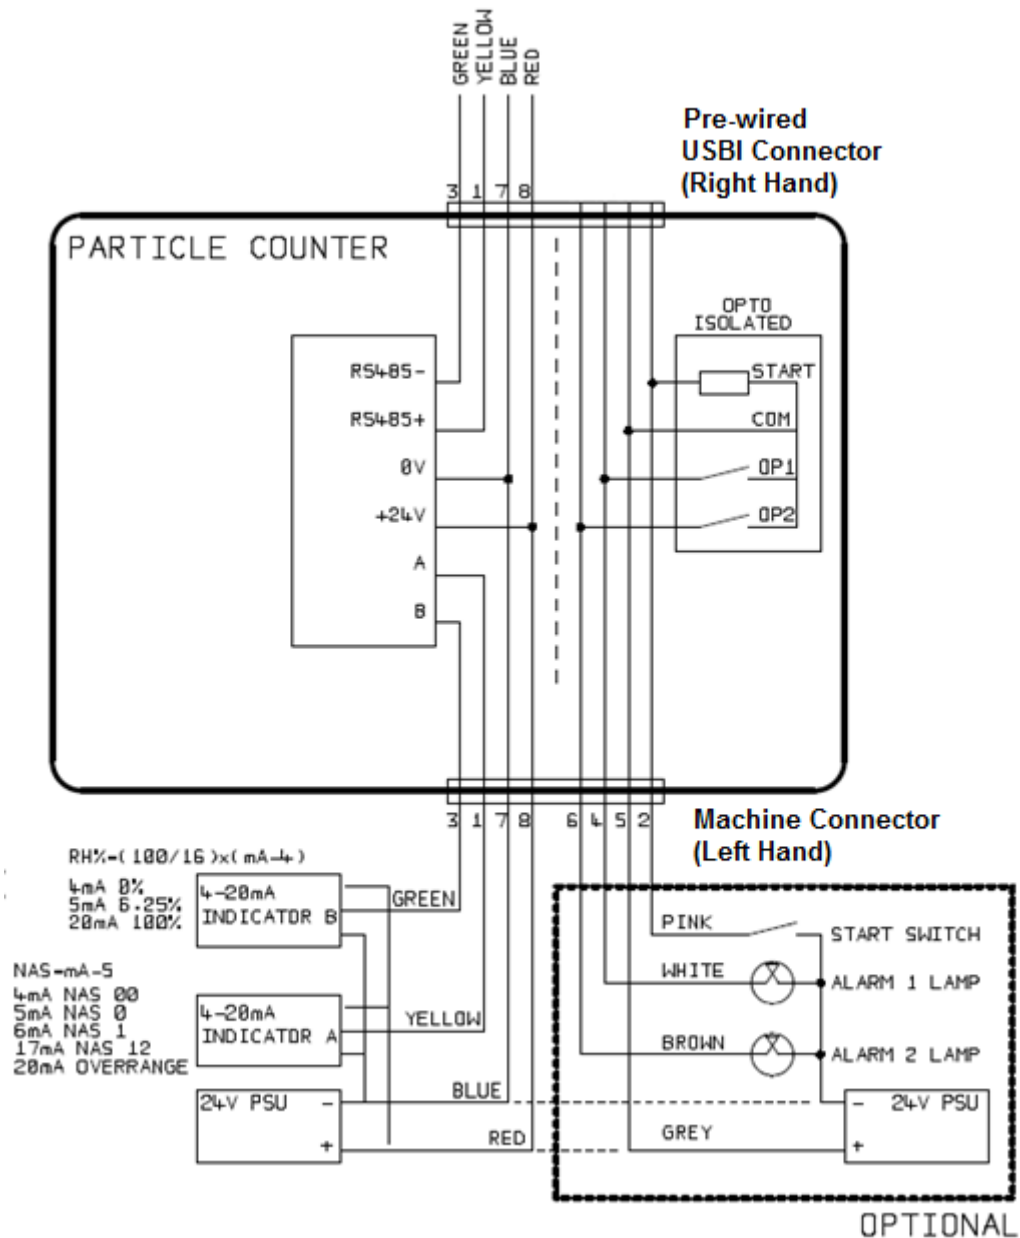 GREEN
YELLOW
BLUE
RED
Pre-wired
USBI Connector
(Right Hand)
3 1 7 8
PARTICLE COUNTER
OPTO
ISOLATED
RS485-
RS485+
0V
+24V
A
B
START
COM
OP1
OP2
3 1 7 8 6 4 5 2
Machine Connector
(Left Hand)
RH%=(100/16)x(mA-4)
4mA 0%
5mA 6.25%
20mA 100%
4-20mA
INDICATOR B
GREEN
NAS=mA-5
4mA NAS 00
5mA NAS 0
6mA NAS 1
17mA NAS 12
20mA OVERRANGE
4-20mA
INDICATOR A
YELLOW
24V PSU -
+
BLUE
RED
PINK
START SWITCH
WHITE
ALARM 1 LAMP
BROWN
ALARM 2 LAMP
- 24V PSU
+
GREY
OPTIONAL